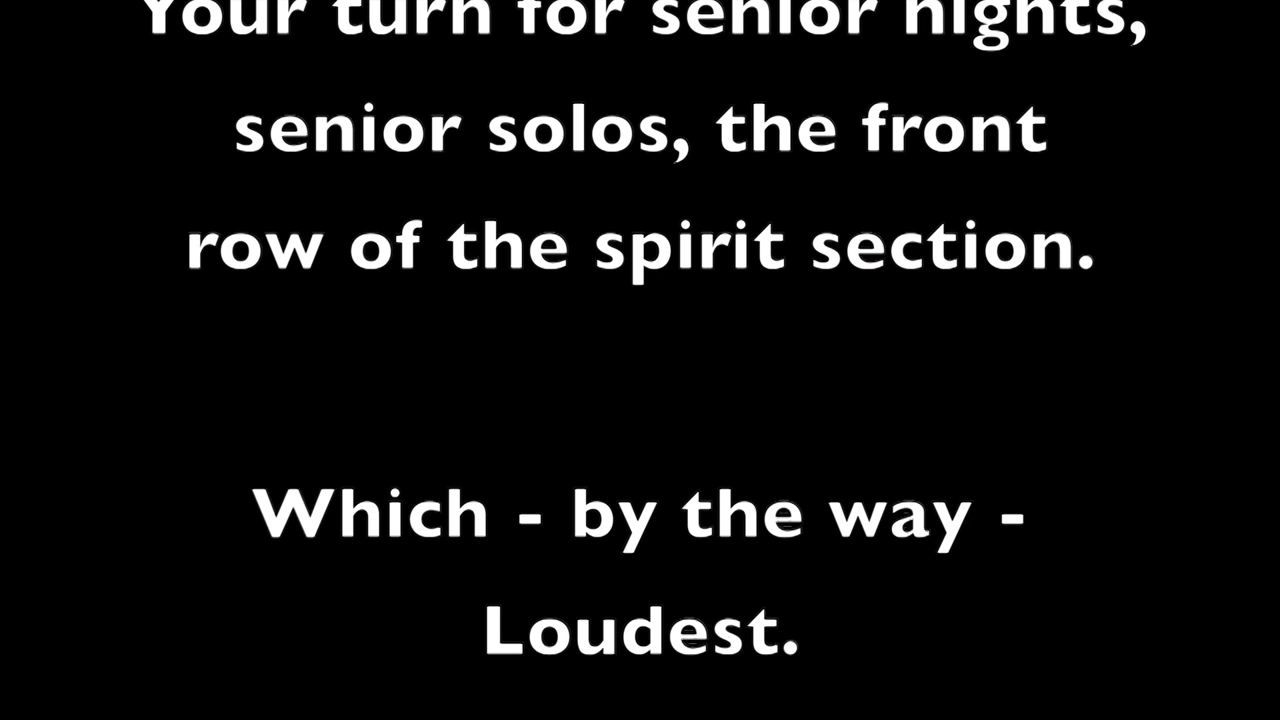 Your turn for senior nights,
senior solos, the front
row of the spirit section.
Which - by the way -
Loudest.